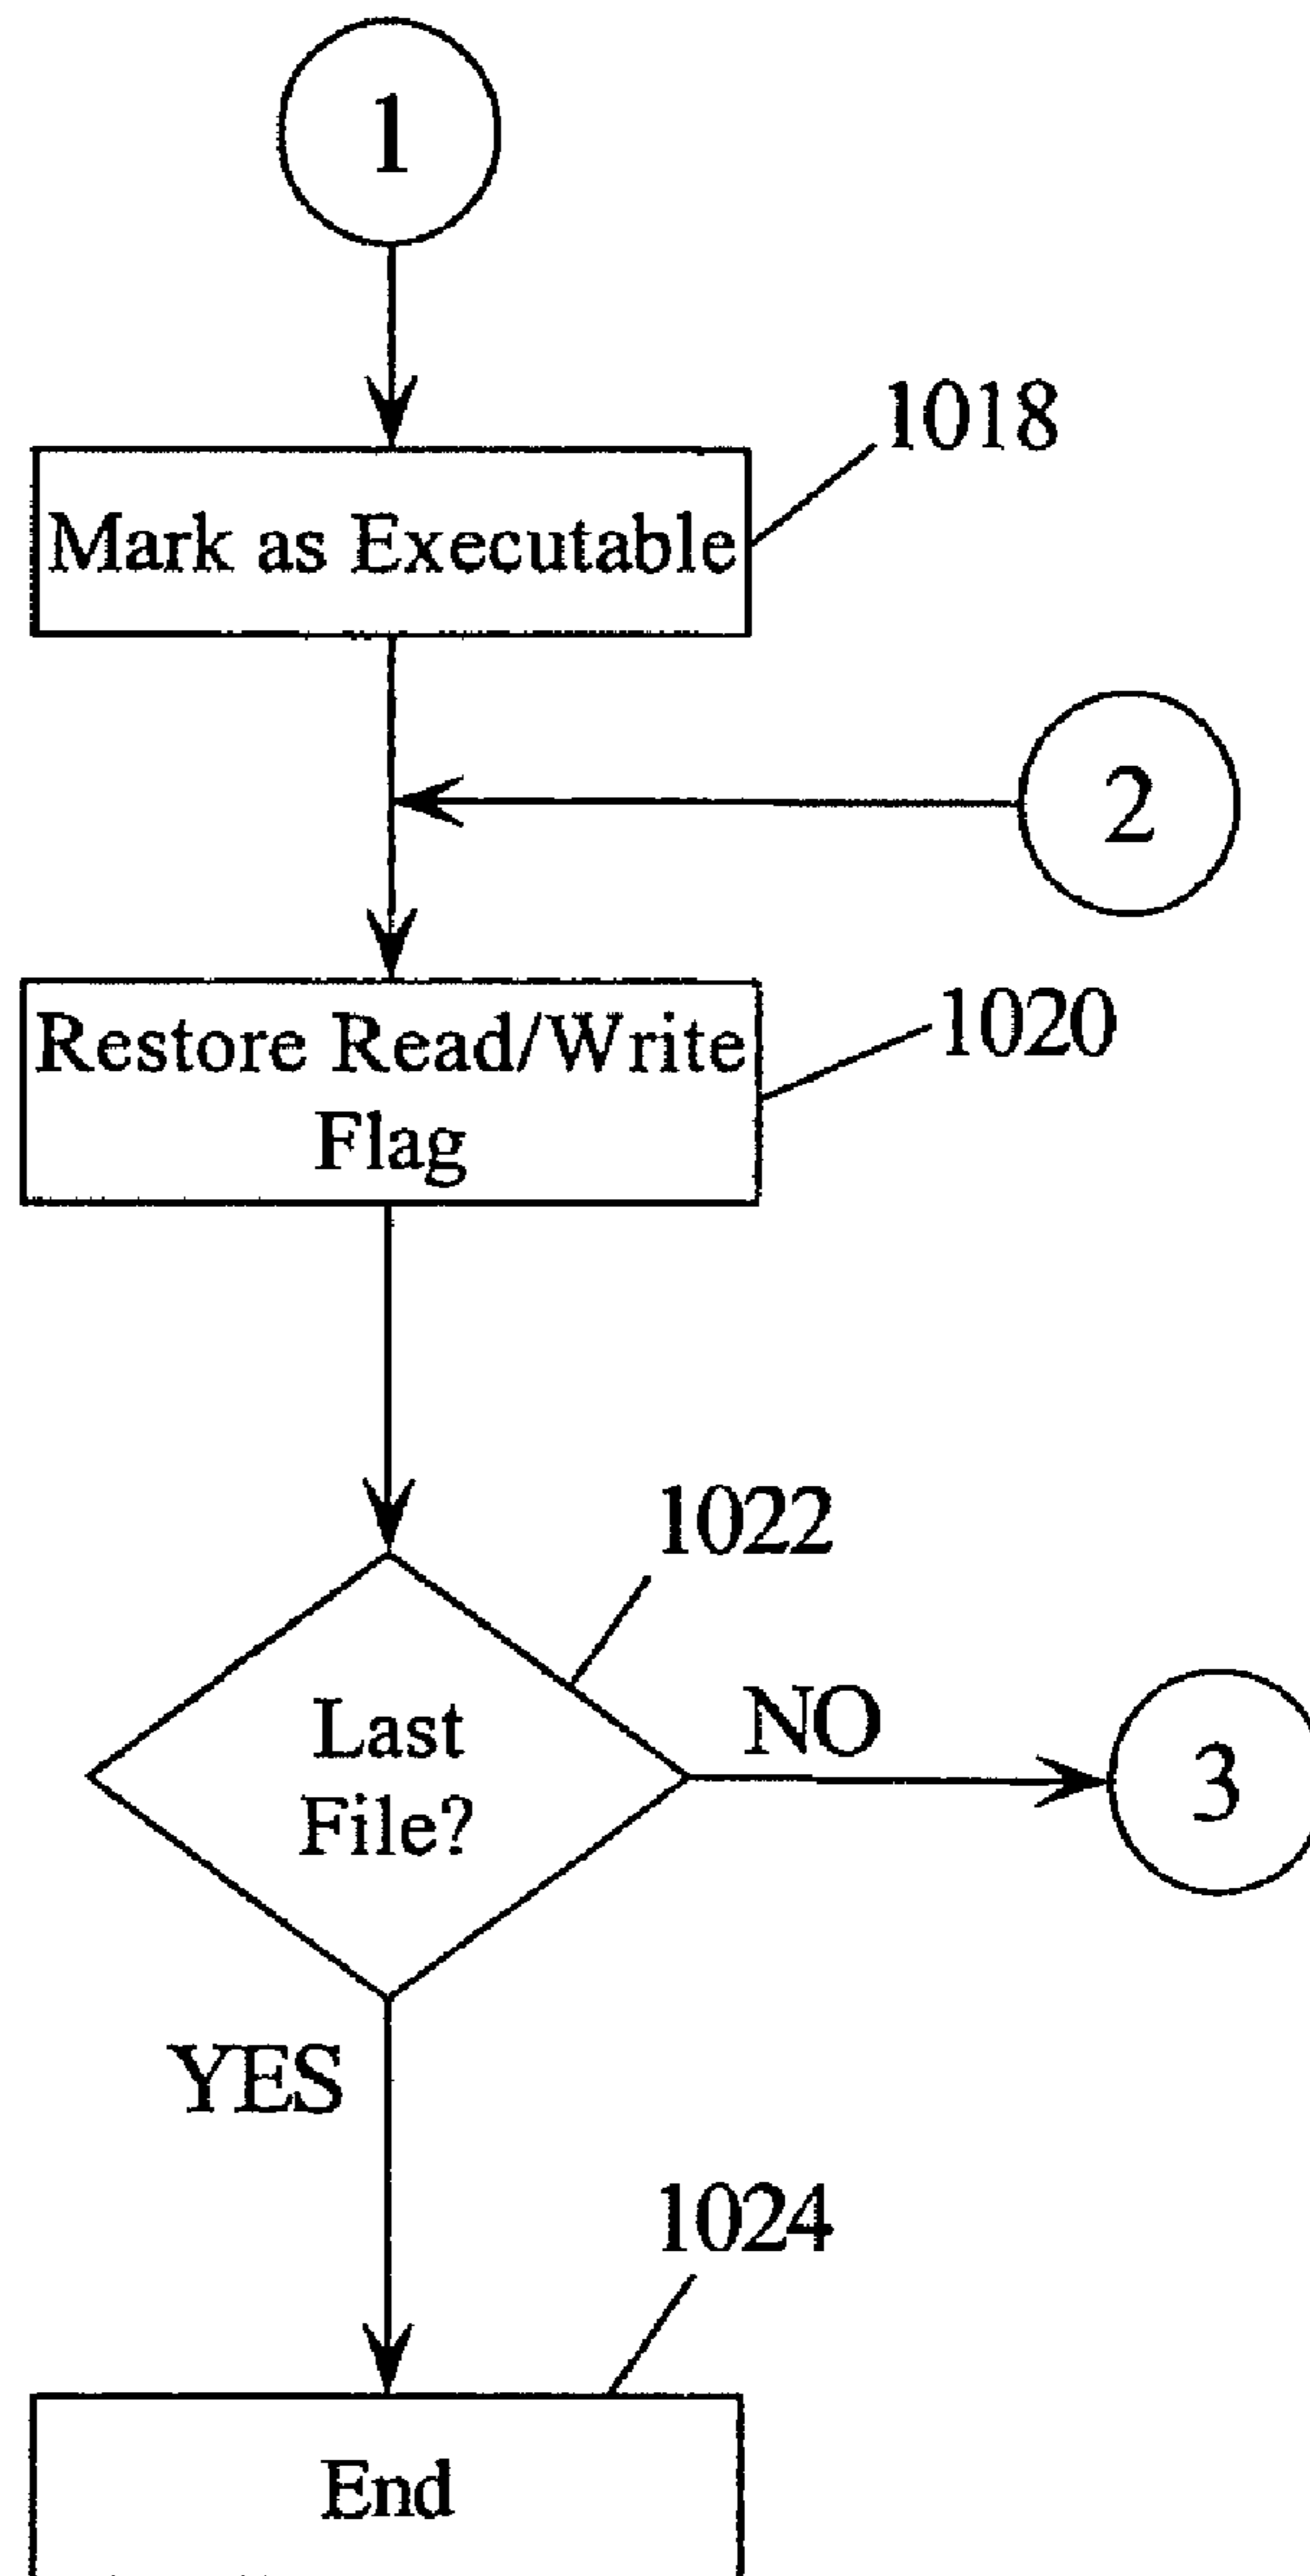 1
1018
Mark as Executable
2
1020
Restore Read/Write
Flag
1022
Last
File?
NO
3
YES
1024
End